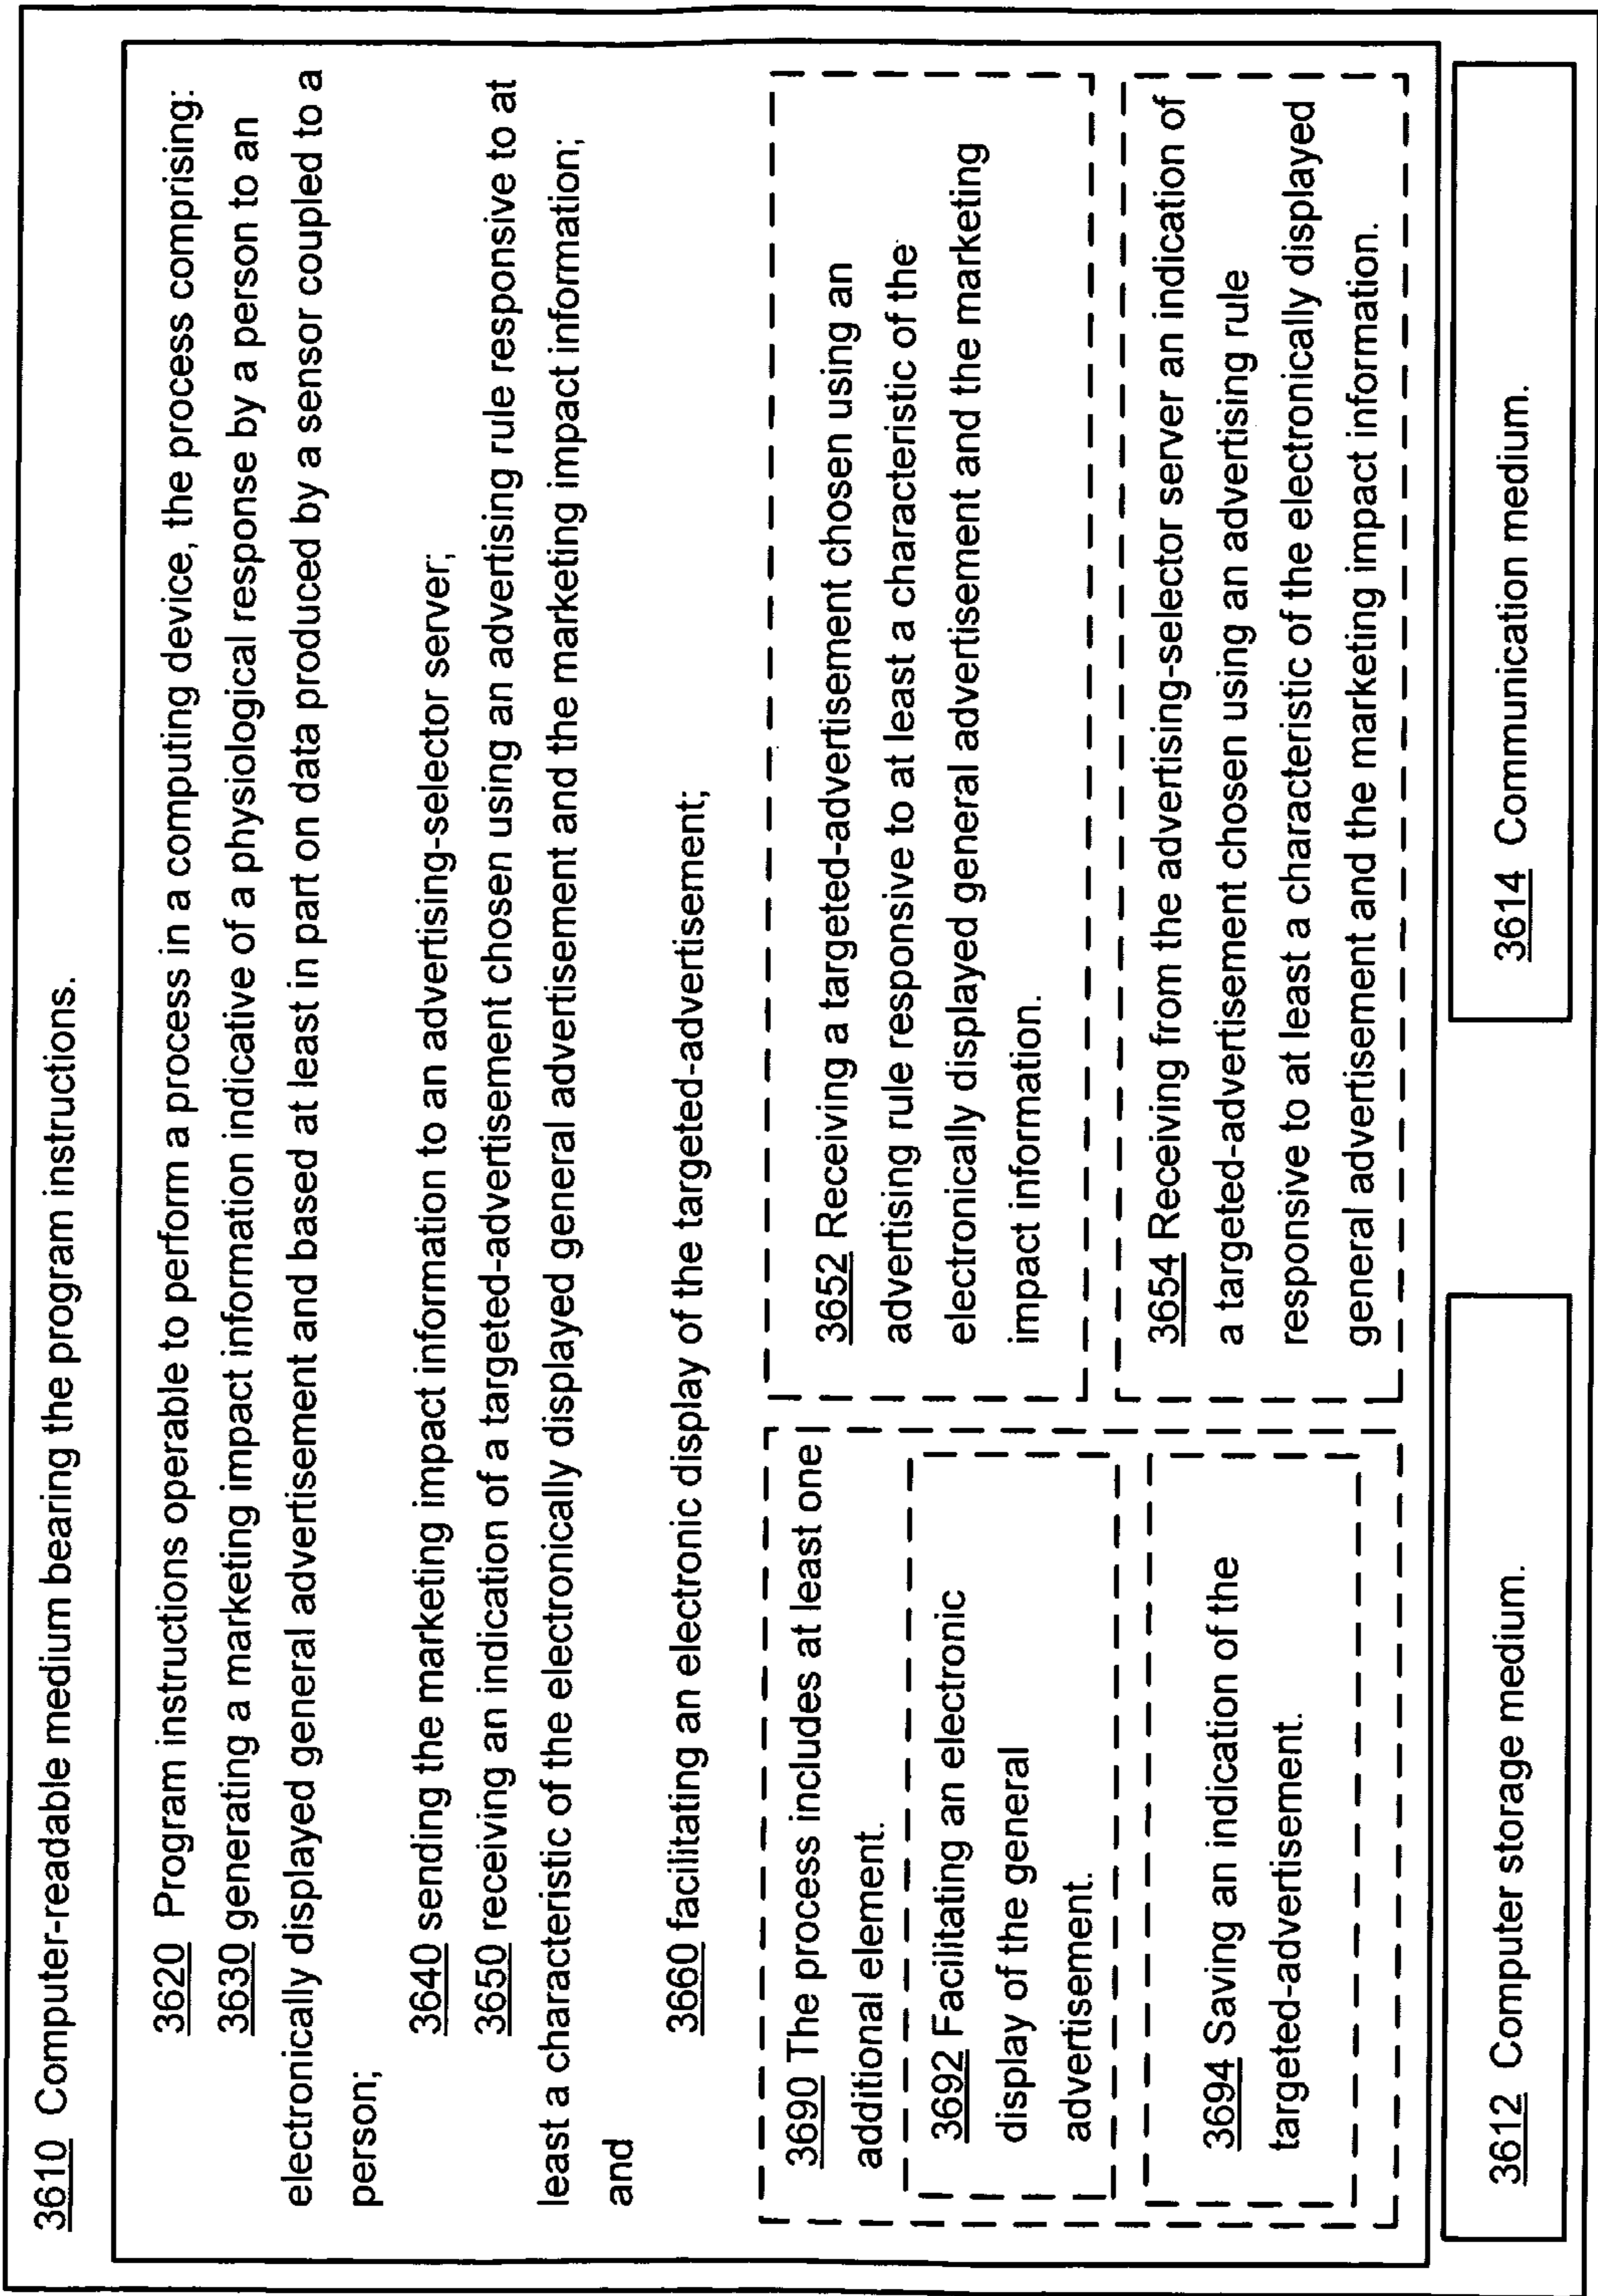 3610 Computer-readable medium bearing the program instructions.
3620 Program instructions operable to perform a process in a computing device, the process comprising:
3630 generating a marketing impact information indicative of a physiological response by a person to an
electronically displayed general advertisement and based at least in part on data produced by a sensor coupled to a
person;
3640 sending the marketing impact information to an advertising-selector server;
3650 receiving an indication of a targeted-advertisement chosen using an advertising rule responsive to at
least a characteristic of the electronically displayed general advertisement and the marketing impact information;
and
3660 facilitating an electronic display of the targeted-advertisement;
3690 The process includes at least one
additional element.
3692 Facilitating an electronic
display of the general
advertisement.
3694 Saving an indication of the
targeted-advertisement.
3652 Receiving a targeted-advertisement chosen using an
advertising rule responsive to at least a characteristic of the
electronically displayed general advertisement and the marketing
impact information.
3654 Receiving from the advertising-selector server an indication of
a targeted-advertisement chosen using an advertising rule
responsive to at least a characteristic of the electronically displayed
general advertisement and the marketing impact information.
3612 Computer storage medium.
3614 Communication medium.